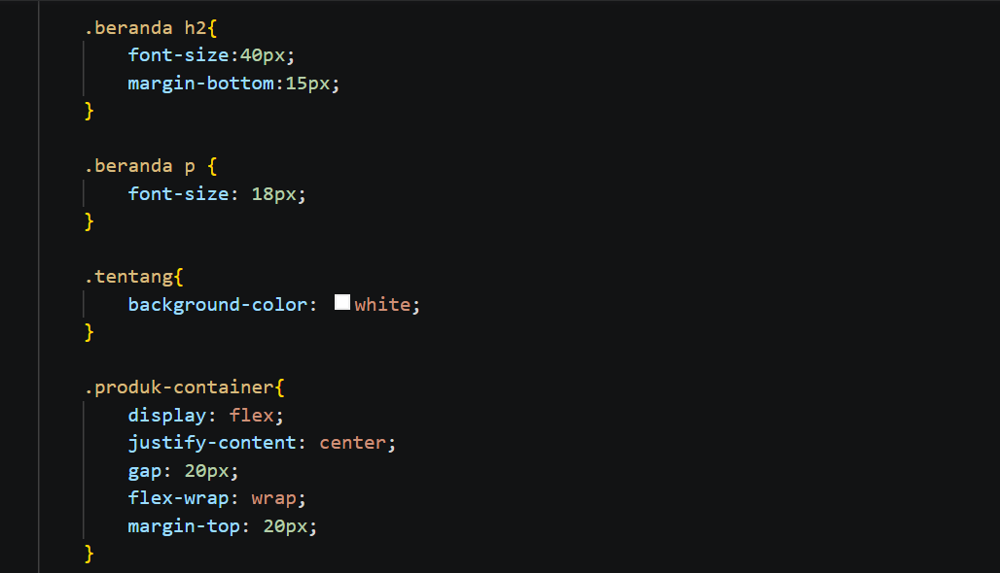 .beranda h2{
font-size:40px;
margin-bottom:15px;
}
.beranda p {
font-size: 18px;
}
.tentang{
background-color: white;
}
.produk-container{
display: flex;
justify-content: center;
gap: 20px;
flex-wrap: wrap;
margin-top: 20px;
}